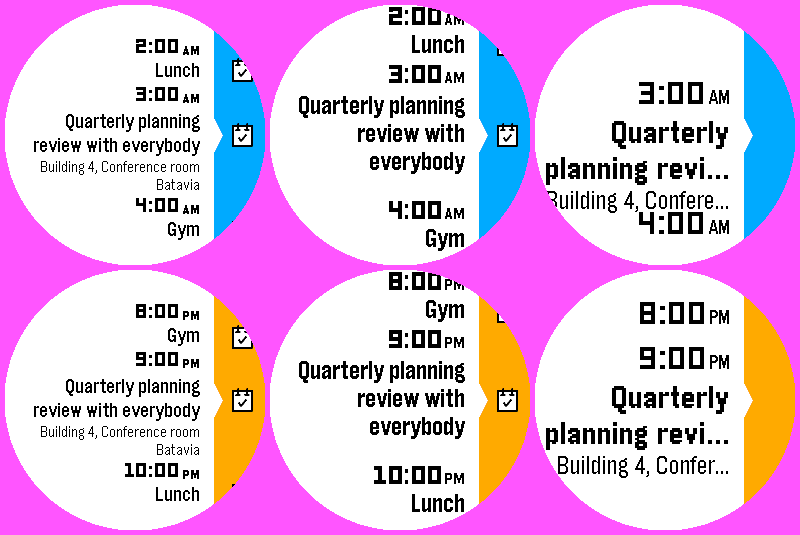 2:00 AM
Lunch
3:00 AM
Quarterly planning
review with everybody
Building 4, Conference room
Batavia
4:00 AM
Gym
2:00 AM
Lunch
3:00 AM
Quarterly planning
review with
everybody
4:00 AM
Gym
3:00 AM
Quarterly
planning revi...
Building 4, Confere...
4:00 AM
8:00 PM
Gym
9:00 PM
Quarterly planning
review with everybody
Building 4, Conference room
Batavia
10:00 PM
Lunch
8:00 PM
Gym
9:00 PM
Quarterly planning
review with
everybody
10:00 PM
Lunch
8:00 PM
9:00 PM
Quarterly
planning revi...
Building 4, Confer...